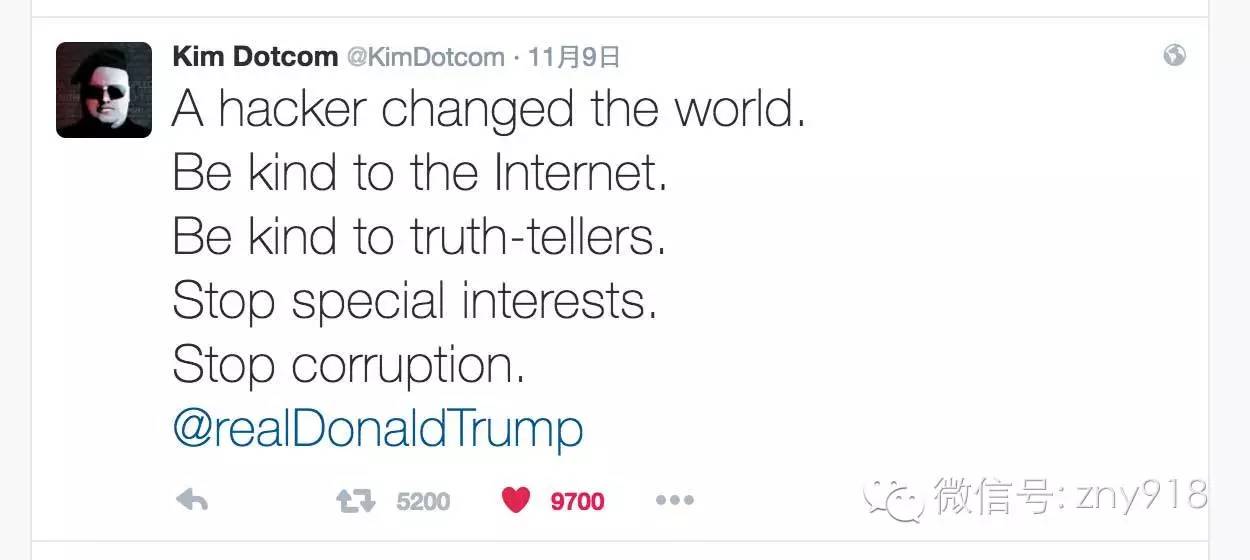 Kim Dotcom @KimDotcom · 11月9日
A hacker changed the world.
Be kind to the Internet.
Be kind to truth-tellers.
Stop special interests.
Stop corruption.
@realDonaldTrump
5200 9700
微信号: zny918